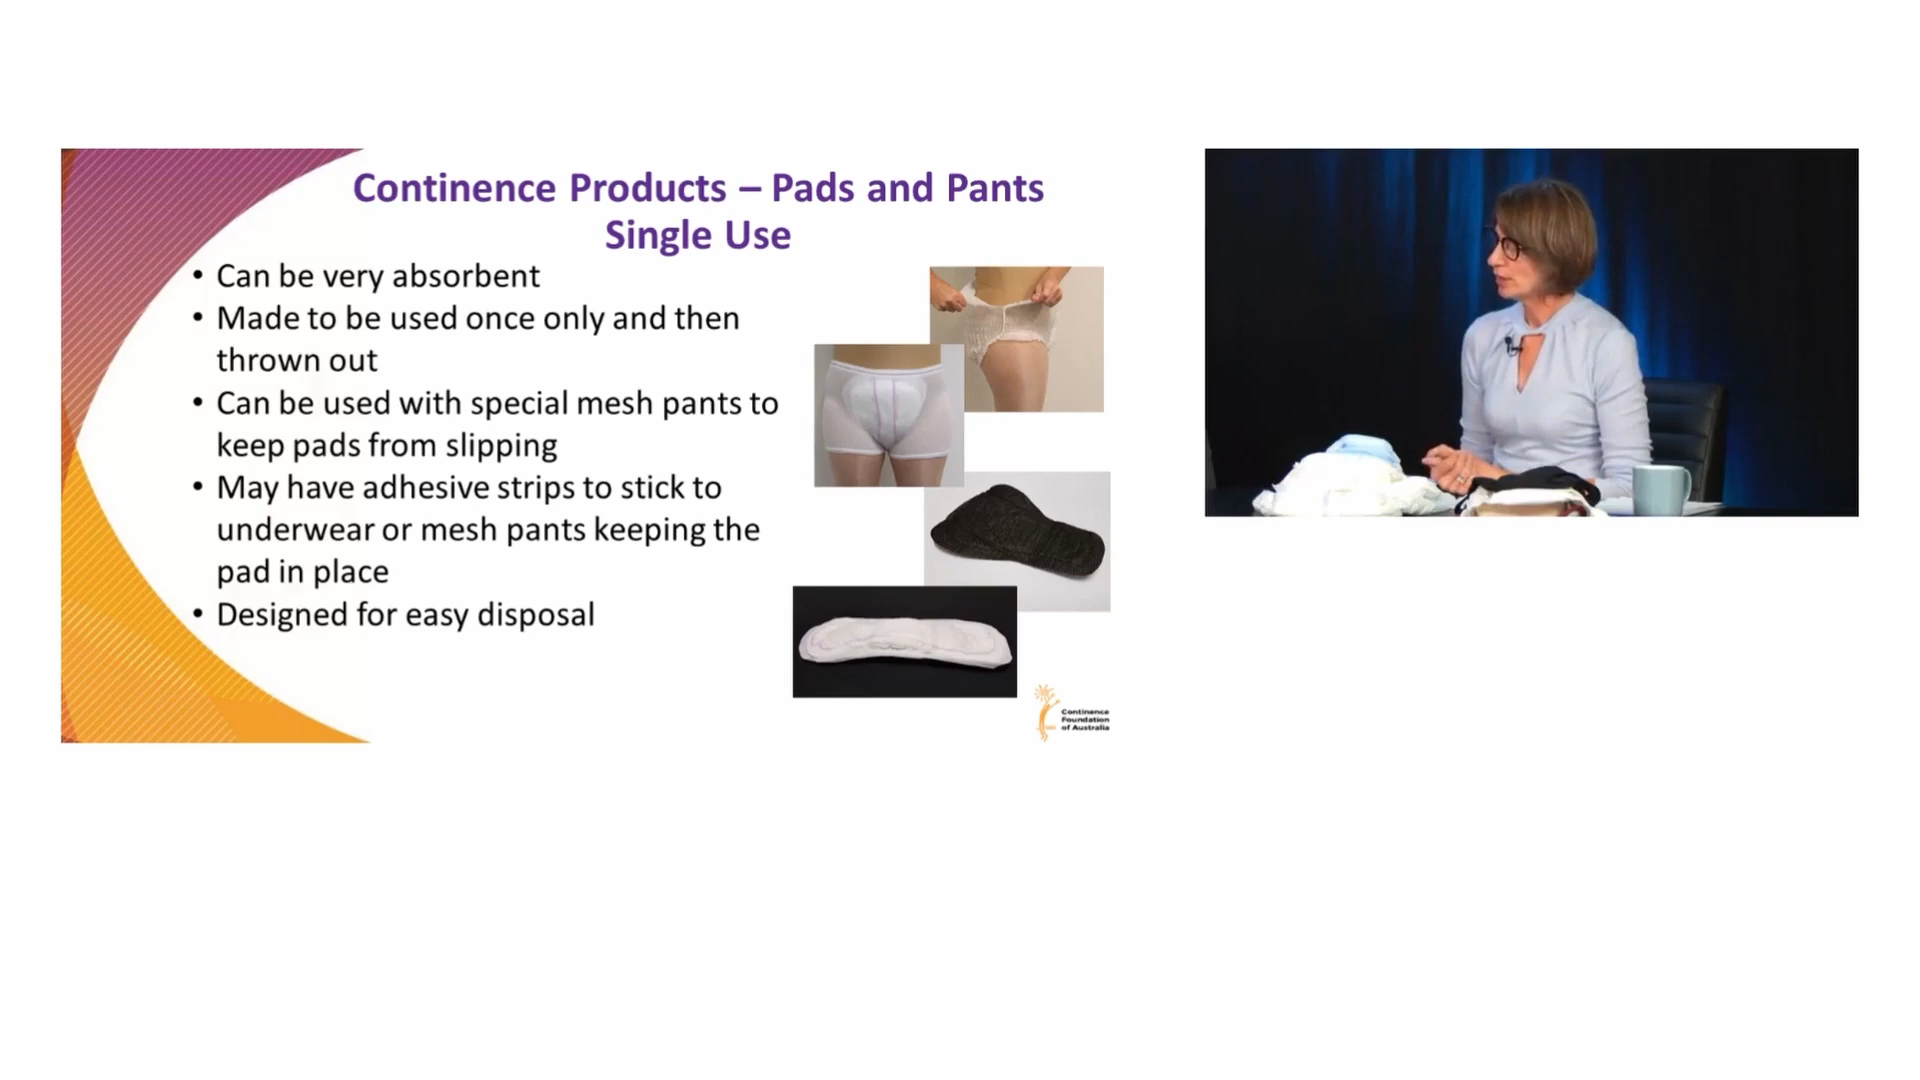 Continence Products – Pads and Pants
Single Use
• Can be very absorbent
• Made to be used once only and then
thrown out
• Can be used with special mesh pants to
keep pads from slipping
• May have adhesive strips to stick to
underwear or mesh pants keeping the
pad in place
• Designed for easy disposal
Continence
Foundation
of Australia